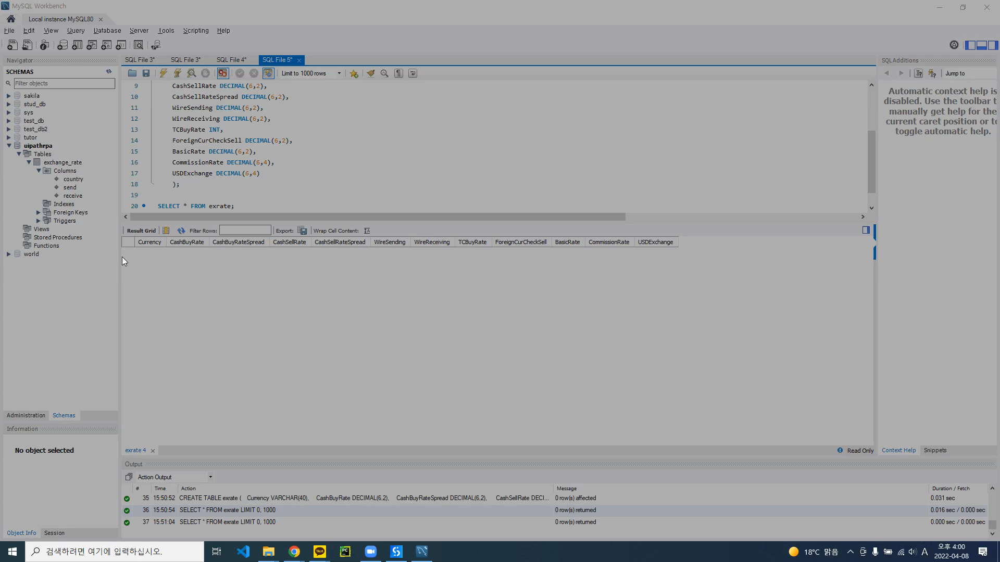 MySQL Workbench
Local instance MySQL80
File Edit View Query Database Server Tools Scripting Help
Navigator
SCHEMAS
Filter objects
sakila
stud_db
sys
test_db
test_db2
tutor
uipathrpa
Tables
exchange_rate
Columns
country
send
receive
Indexes
Foreign Keys
Triggers
Views
Stored Procedures
Functions
world
Administration Schemas
Information
No object selected
Object Info Session
SQL File 3* SQL File 3* SQL File 4* SQL File 5*
Limit to 1000 rows
9 CashSellRate DECIMAL(6,2),
10 CashSellRateSpread DECIMAL(6,2),
11 WireSending DECIMAL(6,2),
12 WireReceiving DECIMAL(6,2),
13 TCBuyRate INT,
14 ForeignCurCheckSell DECIMAL(6,2),
15 BasicRate DECIMAL(6,2),
16 CommissionRate DECIMAL(6,4),
17 USDExchange DECIMAL(6,4)
18 );
19
20 SELECT * FROM exrate;
Result Grid Filter Rows: Export: Wrap Cell Content:
Currency CashBuyRate CashBuyRateSpread CashSellRate CashSellRateSpread WireSending WireReceiving TCBuyRate ForeignCurCheckSell BasicRate CommissionRate USDExchange
exrate 4 Read Only
Output
Action Output
# Time Action Message Duration / Fetch
35 15:50:52 CREATE TABLE exrate ( Currency VARCHAR(40), CashBuyRate DECIMAL(6,2), CashBuyRateSpread DECIMAL(6,2), CashSellRate DECI... 0 row(s) affected 0.031 sec
36 15:50:54 SELECT * FROM exrate LIMIT 0, 1000 0 row(s) returned 0.016 sec / 0.000 sec
37 15:51:04 SELECT * FROM exrate LIMIT 0, 1000 0 row(s) returned 0.000 sec / 0.000 sec
SQLAdditions
Jump to
Automatic context help is
disabled. Use the toolbar t
manually get help for the
current caret position or to
toggle automatic help.
Context Help Snippets
검색하려면 여기에 입력하십시오.
TALK
PC
18°C 맑음
A
오후 4:00
2022-04-08